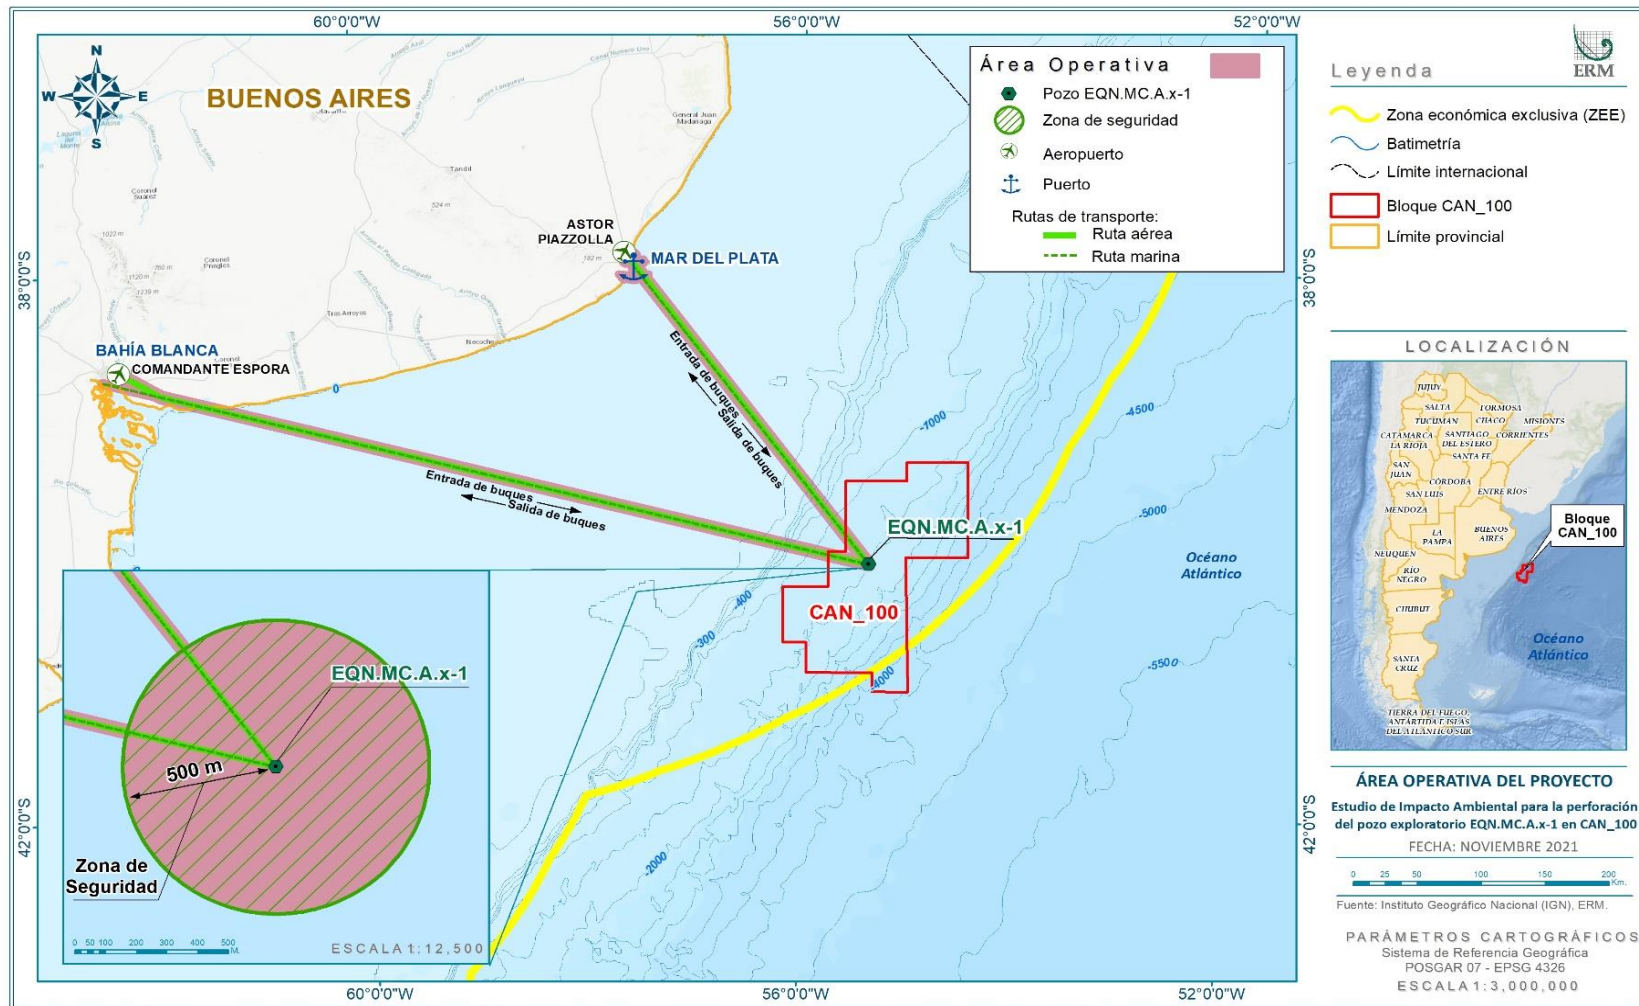 60°0'0"W
56°0'0"W
52°0'0"W
38°0'0"S
42°0'0"S
38°0'0"S
42°0'0"S
60°0'0"W
56°0'0"W
52°0'0"W
N
W
E
S
BUENOS AIRES
General Juan
Madariaga
Tandil
524 m
Coronel
Suárez
Coronel
Pringles
Tres Arroyos
ASTOR
PIAZZOLLA
MAR DEL PLATA
BAHÍA BLANCA
COMANDANTE ESPORA
0
Entrada de buques
Salida de buques
Entrada de buques
Salida de buques
EQN.MC.A.x-1
CAN_100
Océano
Atlántico
-1000
-4500
-5000
-5500
-400
-300
-4000
-2000
Área Operativa
Pozo EQN.MC.A.x-1
Zona de seguridad
Aeropuerto
Puerto
Rutas de transporte:
Ruta aérea
Ruta marina
EQN.MC.A.x-1
500 m
Zona de
Seguridad
0 50 100 200 300 400 500
M.
ESCALA 1:12,500
ERM
Leyenda
Zona económica exclusiva (ZEE)
Batimetría
Límite internacional
Bloque CAN_100
Límite provincial
LOCALIZACIÓN
JUJUY
SALTA
FORMOSA
TUCUMAN
CHACO
MISIONES
CATAMARCA
SANTIAGO
DEL ESTERO
CORRIENTES
LA RIOJA
SANTA FE
SAN
JUAN
CÓRDOBA
SAN LUIS
ENTRE RÍOS
MENDOZA
LA
PAMPA
BUENOS
AIRES
NEUQUEN
RÍO
NEGRO
CHUBUT
SANTA
CRUZ
TIERRA DEL FUEGO,
ANTÁRTIDA E ISLAS
DEL ATLÁNTICO SUR
Bloque
CAN_100
Océano
Atlántico
ÁREA OPERATIVA DEL PROYECTO
Estudio de Impacto Ambiental para la perforación
del pozo exploratorio EQN.MC.A.x-1 en CAN_100
FECHA: NOVIEMBRE 2021
0 25 50 100 150 200
Km.
Fuente: Instituto Geográfico Nacional (IGN), ERM.
PARÁMETROS CARTOGRÁFICOS
Sistema de Referencia Geográfica
POSGAR 07 - EPSG 4326
ESCALA 1:3,000,000